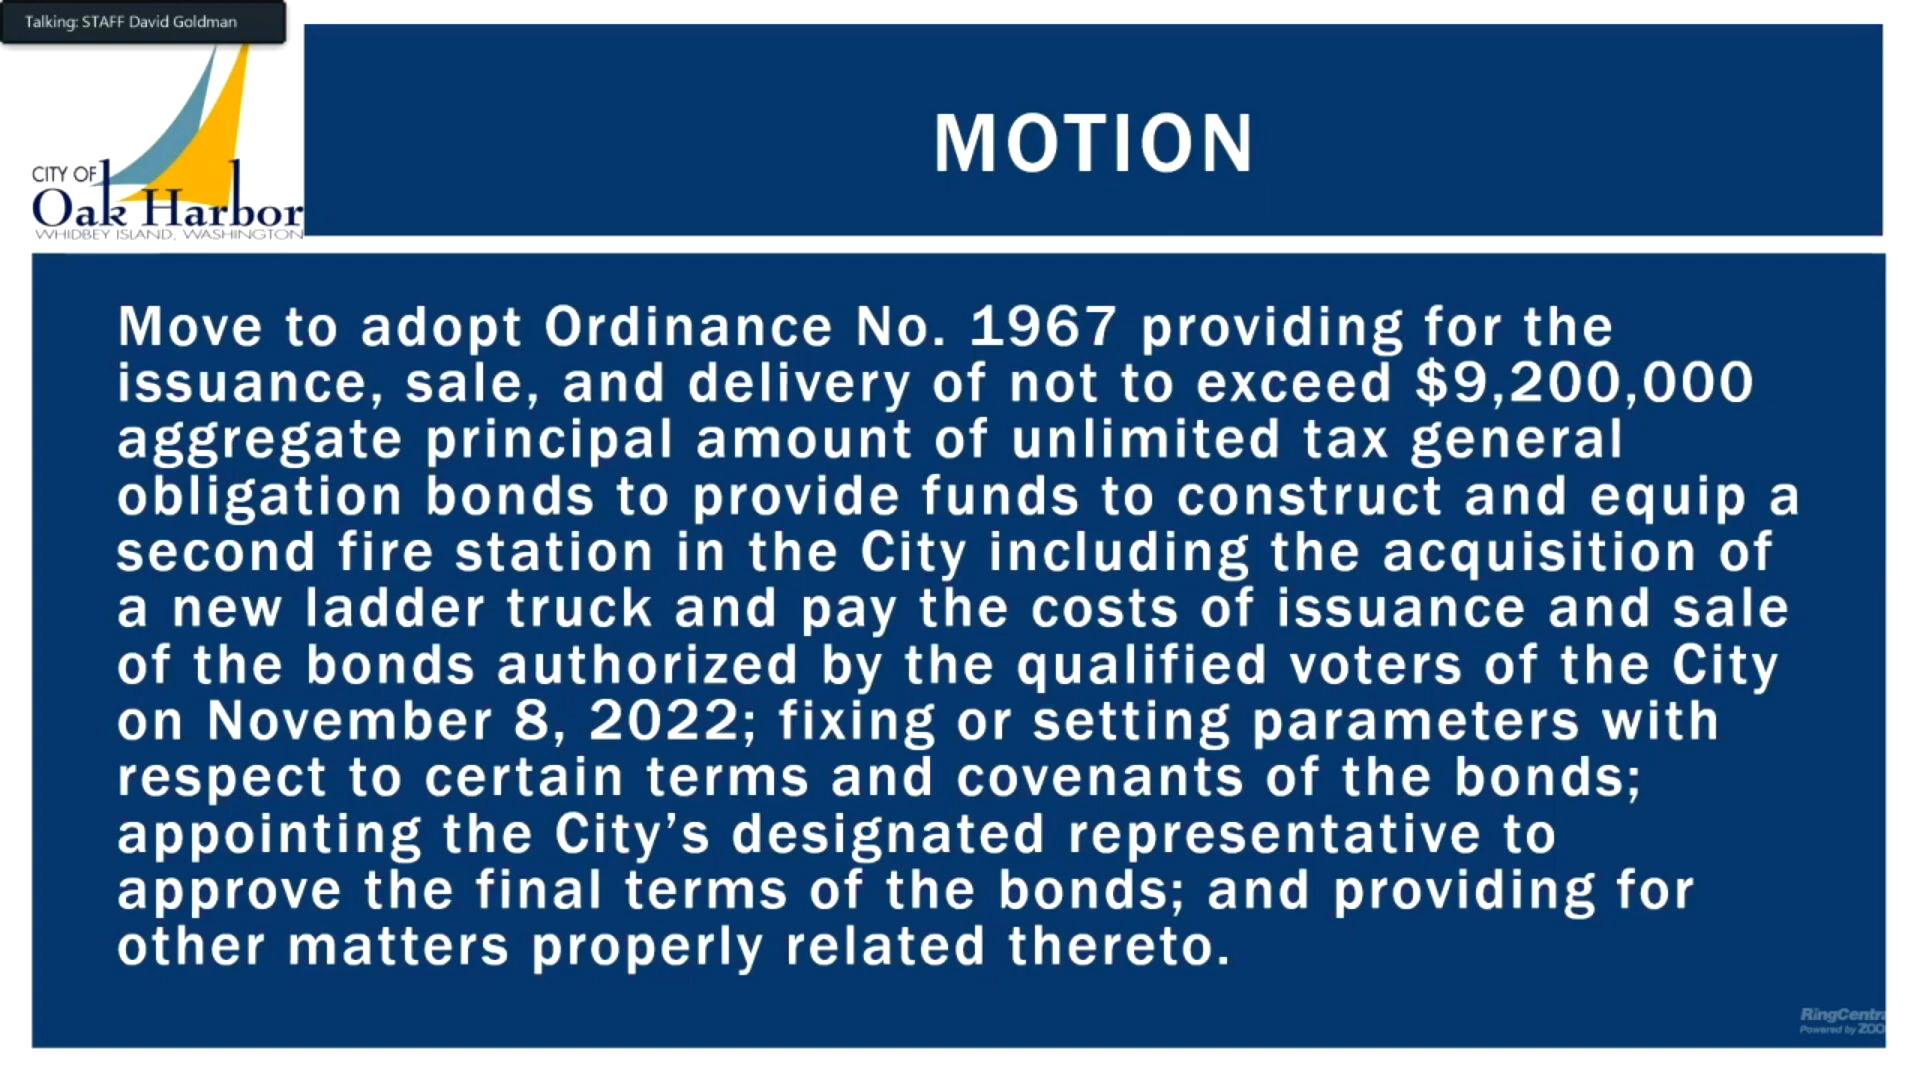 Talking: STAFF David Goldman
CITY OF
Oak Harbor
WHIDBEY ISLAND, WASHINGTON
MOTION
Move to adopt Ordinance No. 1967 providing for the
issuance, sale, and delivery of not to exceed $9,200,000
aggregate principal amount of unlimited tax general
obligation bonds to provide funds to construct and equip a
second fire station in the City including the acquisition of
a new ladder truck and pay the costs of issuance and sale
of the bonds authorized by the qualified voters of the City
on November 8, 2022; fixing or setting parameters with
respect to certain terms and covenants of the bonds;
appointing the City’s designated representative to
approve the final terms of the bonds; and providing for
other matters properly related thereto.
RingCentr
Powered by ZOO